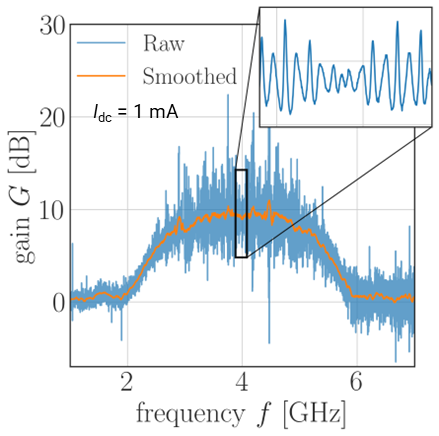 30
Raw
Smoothed
20
I_dc = 1 mA
10
0
gain G [dB]
2 4 6
frequency f [GHz]